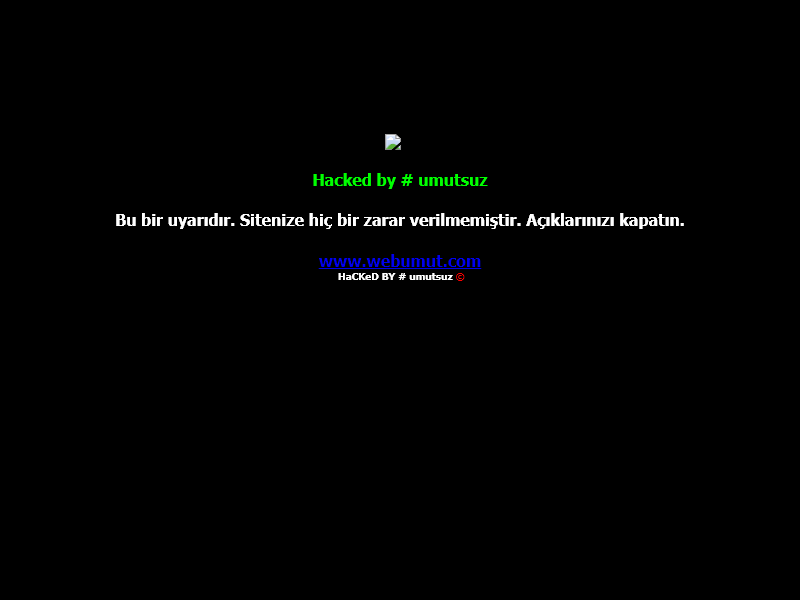 Hacked by # umutsuz
Bu bir uyarıdır. Sitenize hiç bir zarar verilmemiştir. Açıklarınızı kapatın.
www.webumut.com
HaCKeD BY # umutsuz ©